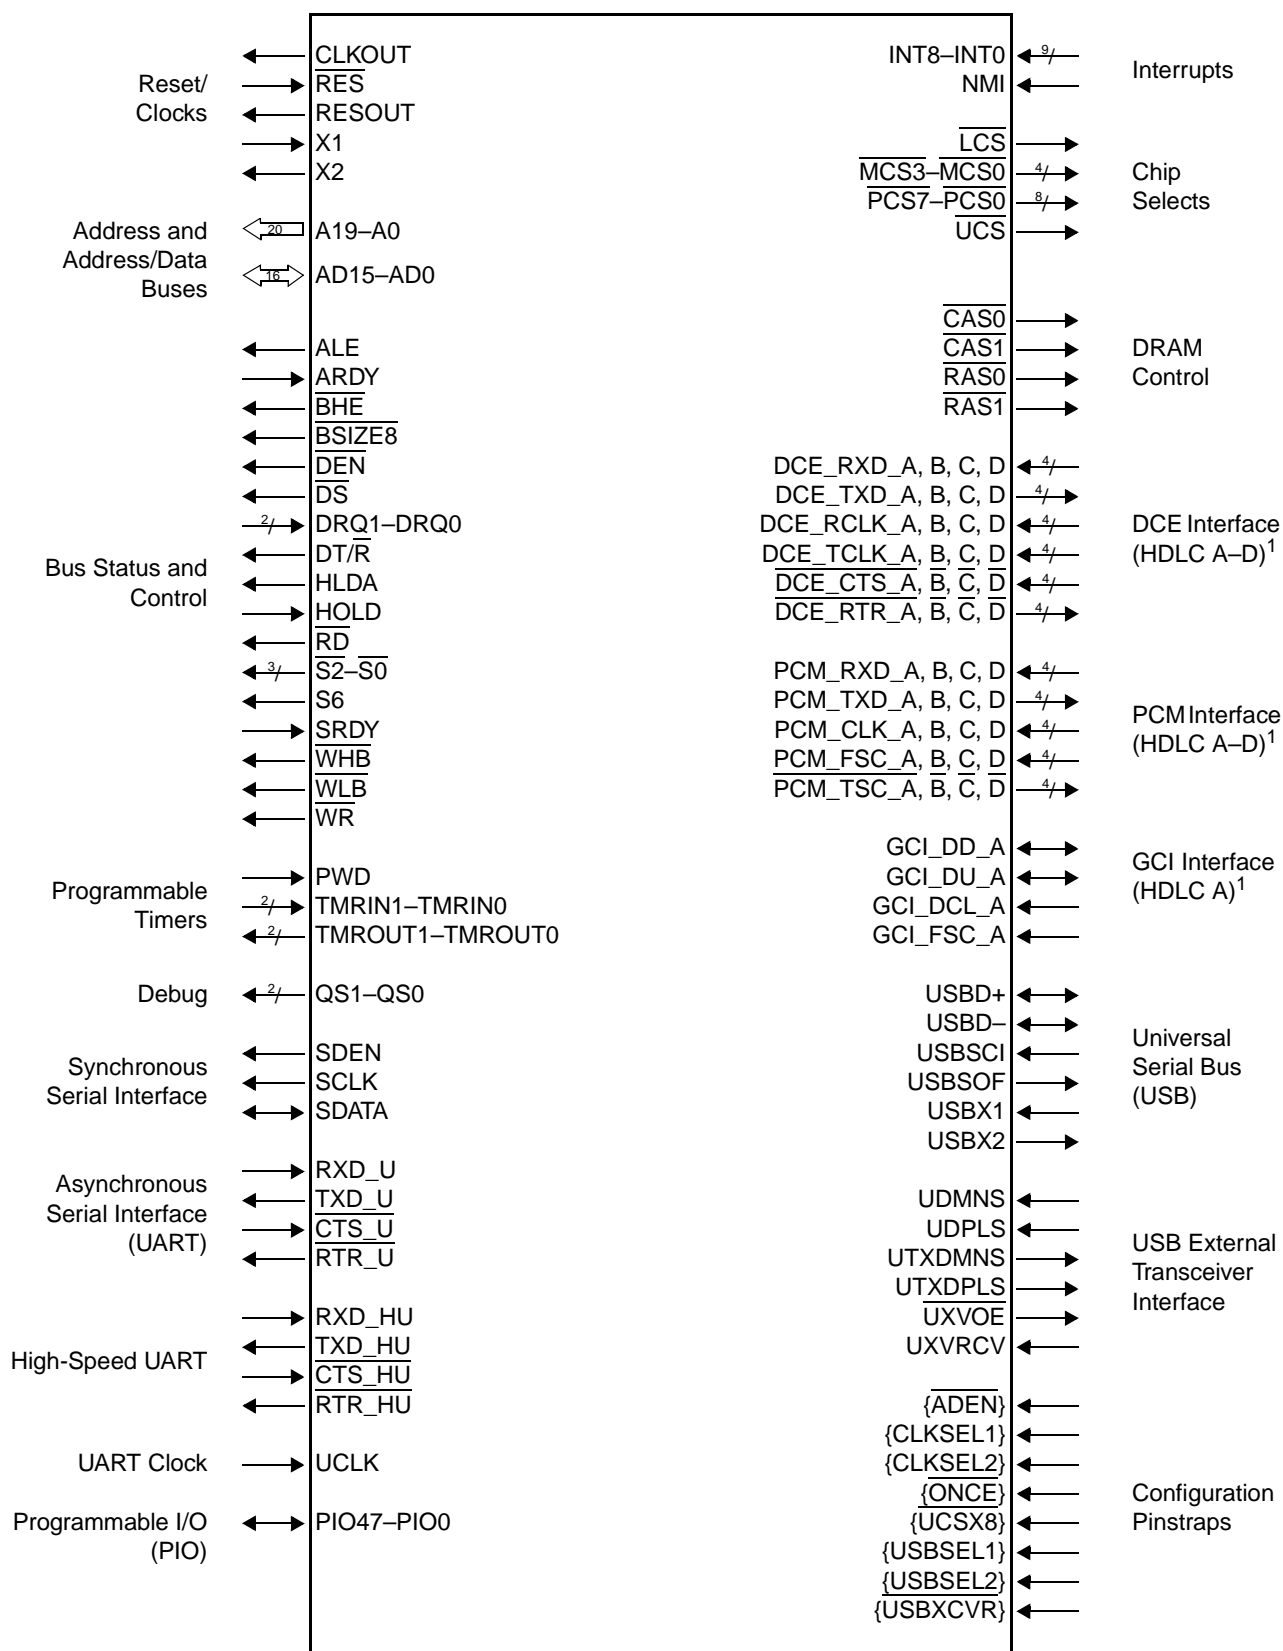 Reset/
Clocks
CLKOUT
RES
RESOUT
X1
X2
Address and
Address/Data
Buses
20 A19–A0
16 AD15–AD0
Bus Status and
Control
ALE
ARDY
BHE
BSIZE8
DEN
DS
2/ DRQ1–DRQ0
DT/R
HLDA
HOLD
RD
3/ S2–S0
S6
SRDY
WHB
WLB
WR
Programmable
Timers
PWD
2/ TMRIN1–TMRIN0
2/ TMROUT1–TMROUT0
Debug
2/ QS1–QS0
Synchronous
Serial Interface
SDEN
SCLK
SDATA
Asynchronous
Serial Interface
(UART)
RXD_U
TXD_U
CTS_U
RTR_U
High-Speed UART
RXD_HU
TXD_HU
CTS_HU
RTR_HU
UART Clock
UCLK
Programmable I/O
(PIO)
PIO47–PIO0
INT8–INT0 9/
NMI
Interrupts
LCS
MCS3–MCS0 4/
PCS7–PCS0 8/
UCS
Chip
Selects
CAS0
CAS1
RAS0
RAS1
DRAM
Control
DCE_RXD_A, B, C, D 4/
DCE_TXD_A, B, C, D 4/
DCE_RCLK_A, B, C, D 4/
DCE_TCLK_A, B, C, D 4/
DCE_CTS_A, B, C, D 4/
DCE_RTR_A, B, C, D 4/
DCE Interface
(HDLC A–D)1
PCM_RXD_A, B, C, D 4/
PCM_TXD_A, B, C, D 4/
PCM_CLK_A, B, C, D 4/
PCM_FSC_A, B, C, D 4/
PCM_TSC_A, B, C, D 4/
PCM Interface
(HDLC A–D)1
GCI_DD_A
GCI_DU_A
GCI_DCL_A
GCI_FSC_A
GCI Interface
(HDLC A)1
USBD+
USBD–
USBSCI
USBSOF
USBX1
USBX2
Universal
Serial Bus
(USB)
UDMNS
UDPLS
UTXDMNS
UTXDPLS
UXVOE
UXVRCV
USB External
Transceiver
Interface
{ADEN}
{CLKSEL1}
{CLKSEL2}
{ONCE}
{UCSX8}
{USBSEL1}
{USBSEL2}
{USBXCVR}
Configuration
Pinstraps